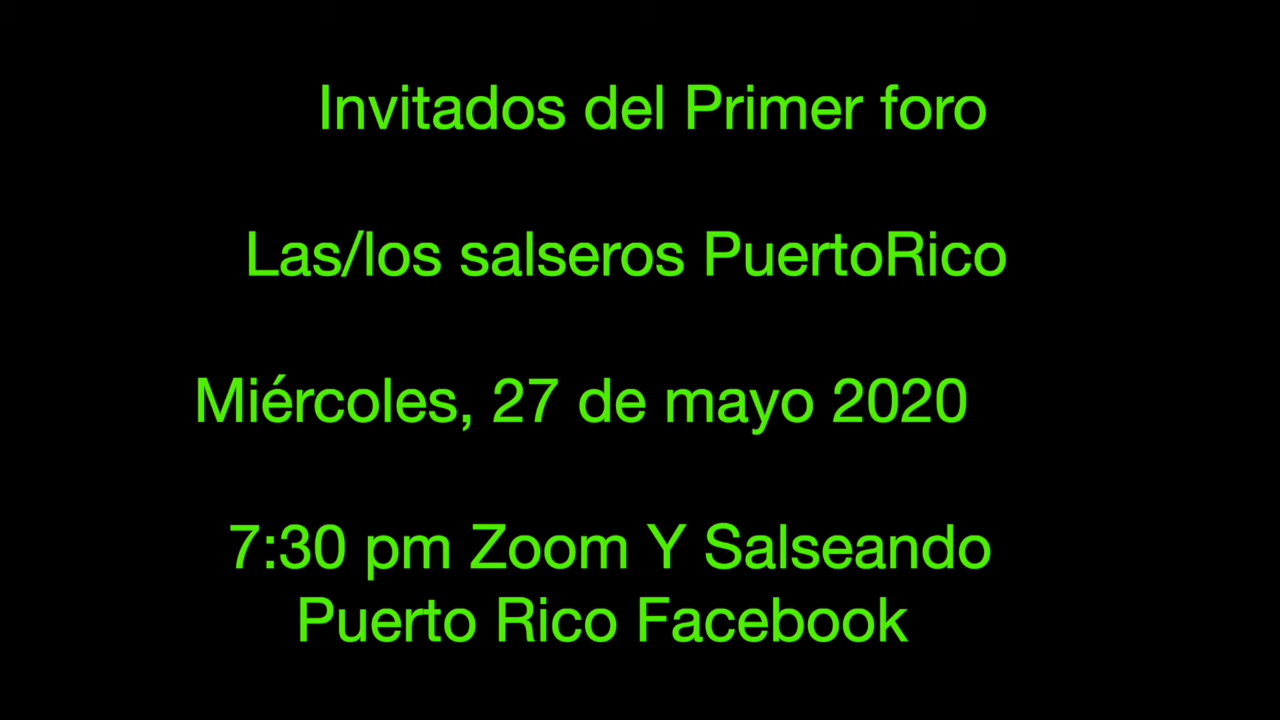 Invitados del Primer foro
Las/los salseros PuertoRico
Miércoles, 27 de mayo 2020
7:30 pm Zoom Y Salseando
Puerto Rico Facebook